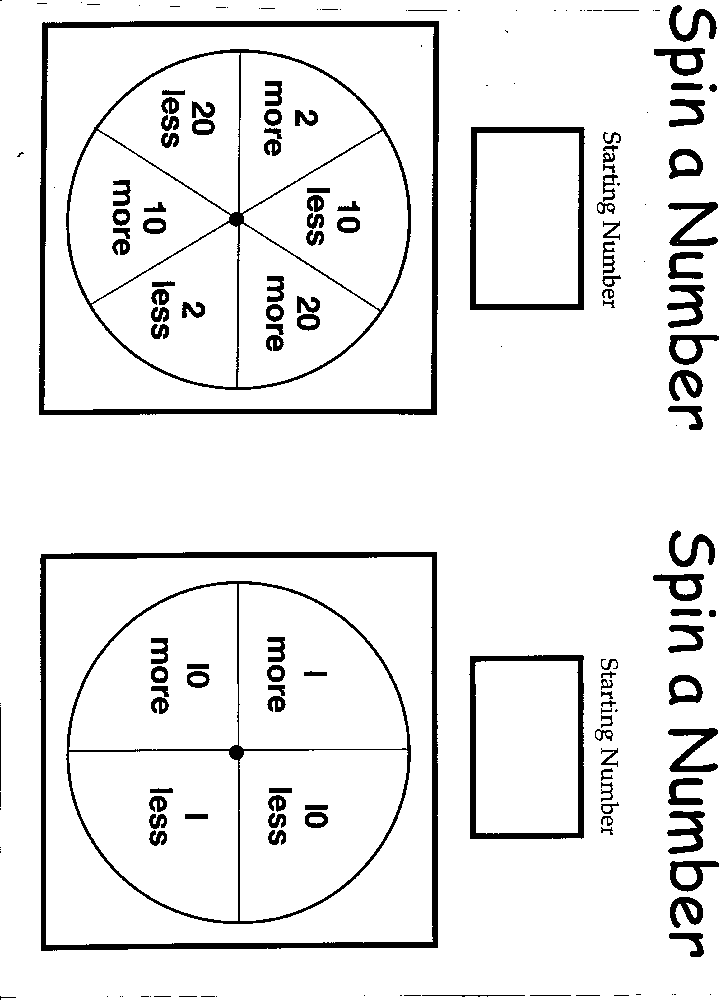 Spin a Number
Starting Number
10
less
2
more
20
more
20
less
2
less
10
more
Spin a Number
Starting Number
1
more
10
less
10
more
1
less